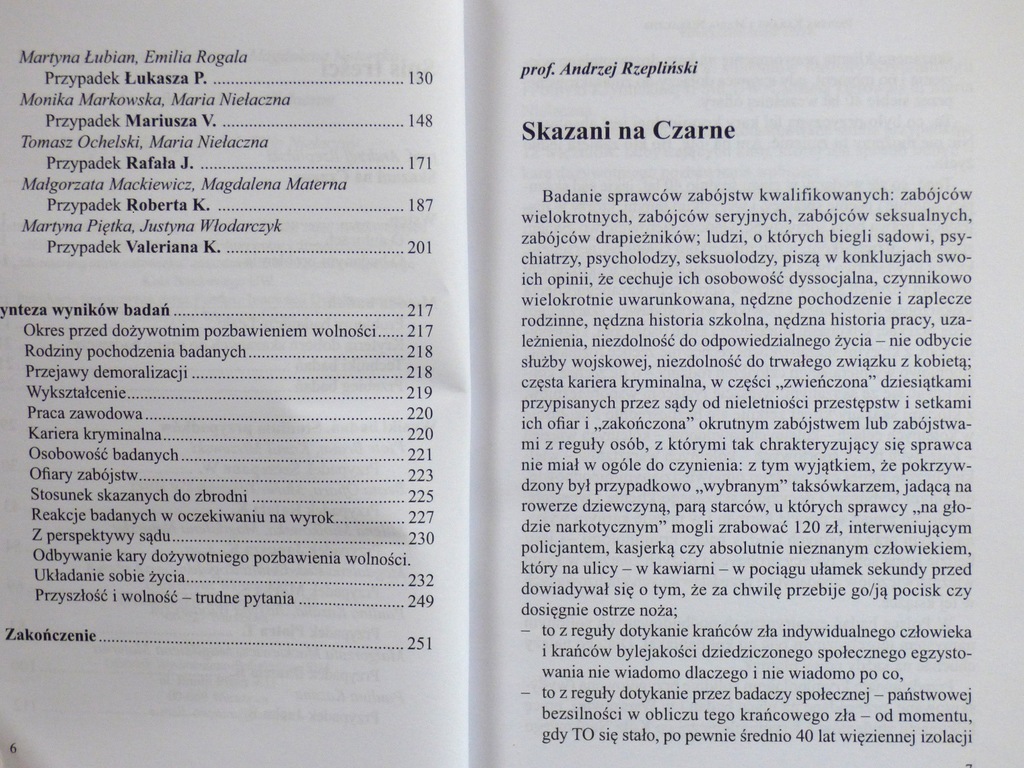 Martyna Łubian, Emilia Rogala
Przypadek Łukasza P. ........ 130
Monika Markowska, Maria Niełaczna
Przypadek Mariusza V. ........ 148
Tomasz Ochelski, Maria Niełaczna
Przypadek Rafała J. ........ 171
Małgorzata Mackiewicz, Magdalena Materna
Przypadek Roberta K. ........ 187
Martyna Piętka, Justyna Włodarczyk
Przypadek Valeriana K. ........ 201
ynteza wyników badań ........ 217
Okres przed dożywotnim pozbawieniem wolności...... 217
Rodziny pochodzenia badanych ........ 218
Przejawy demoralizacji ........ 218
Wykształcenie ........ 219
Praca zawodowa ........ 220
Kariera kryminalna ........ 220
Osobowość badanych ........ 221
Ofiary zabójstw ........ 223
Stosunek skazanych do zbrodni ........ 225
Reakcje badanych w oczekiwaniu na wyrok ........ 227
Z perspektywy sądu ........ 230
Odbywanie kary dożywotniego pozbawienia wolności.
Układanie sobie życia ........ 232
Przyszłość i wolność – trudne pytania ........ 249
Zakończenie ........ 251
6
prof. Andrzej Rzepliński
Skazani na Czarne
Badanie sprawców zabójstw kwalifikowanych: zabójców
wielokrotnych, zabójców seryjnych, zabójców seksualnych,
zabójców drapieżników; ludzi, o których biegli sądowi, psy-
chiatrzy, psycholodzy, seksuolodzy, piszą w konkluzjach swo-
ich opinii, że cechuje ich osobowość dyssocjalna, czynnikowo
wielokrotnie uwarunkowana, nędzne pochodzenie i zaplecze
rodzinne, nędzna historia szkolna, nędzna historia pracy, uza-
leżnienia, niezdolność do odpowiedzialnego życia – nie odbycie
służby wojskowej, niezdolność do trwałego związku z kobietą;
częsta kariera kryminalna, w części „zwieńczona” dziesiątkami
przypisanych przez sądy od nieletniości przestępstw i setkami
ich ofiar i „zakończona” okrutnym zabójstwem lub zabójstwa-
mi z reguły osób, z którymi tak chrakteryzujący się sprawca
nie miał w ogóle do czynienia: z tym wyjątkiem, że pokrzyw-
dzony był przypadkowo „wybranym” taksówkarzem, jadącą na
rowerze dziewczyną, parą starców, u których sprawcy „na gło-
dzie narkotycznym” mogli zrabować 120 zł, interweniującym
policjantem, kasjerką czy absolutnie nieznanym człowiekiem,
który na ulicy – w kawiarni – w pociągu ułamek sekundy przed
dowiadywał się o tym, że za chwilę przebije go/ją pocisk czy
dosięgnie ostrze noża;
– to z reguły dotykanie krańców zła indywidualnego człowieka
i krańców bylejakości dziedziczonego społecznego egzysto-
wania nie wiadomo dlaczego i nie wiadomo po co,
– to z reguły dotykanie przez badaczy społecznej – państwowej
bezsilności w obliczu tego krańcowego zła – od momentu,
gdy TO się stało, po pewnie średnio 40 lat więziennej izolacji